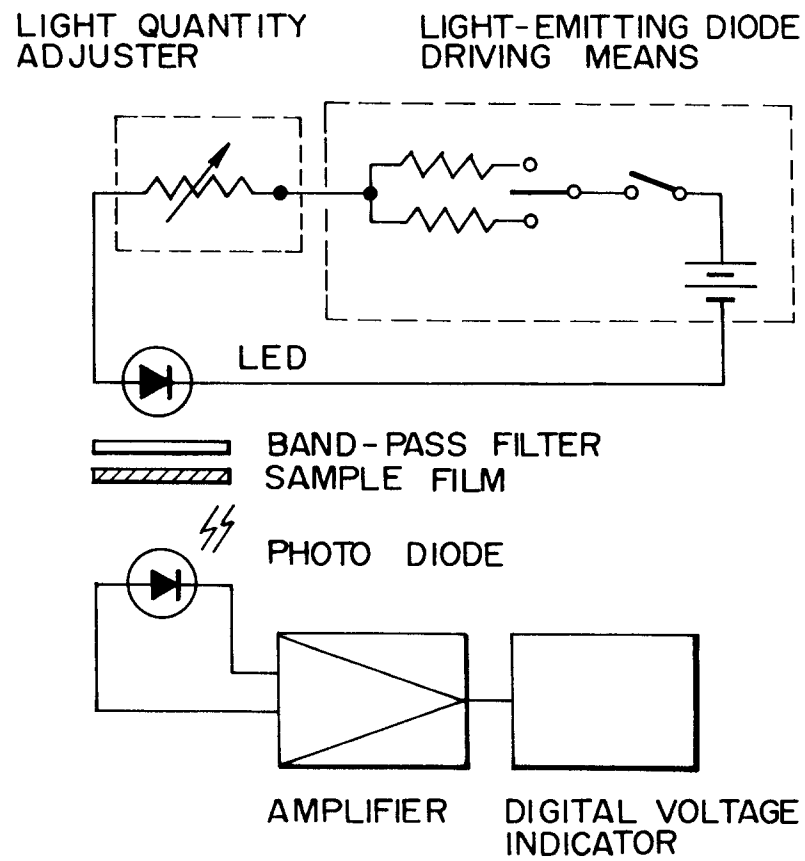 LIGHT QUANTITY
ADJUSTER
LIGHT-EMITTING DIODE
DRIVING MEANS
LED
BAND-PASS FILTER
SAMPLE FILM
PHOTO DIODE
AMPLIFIER
DIGITAL VOLTAGE
INDICATOR